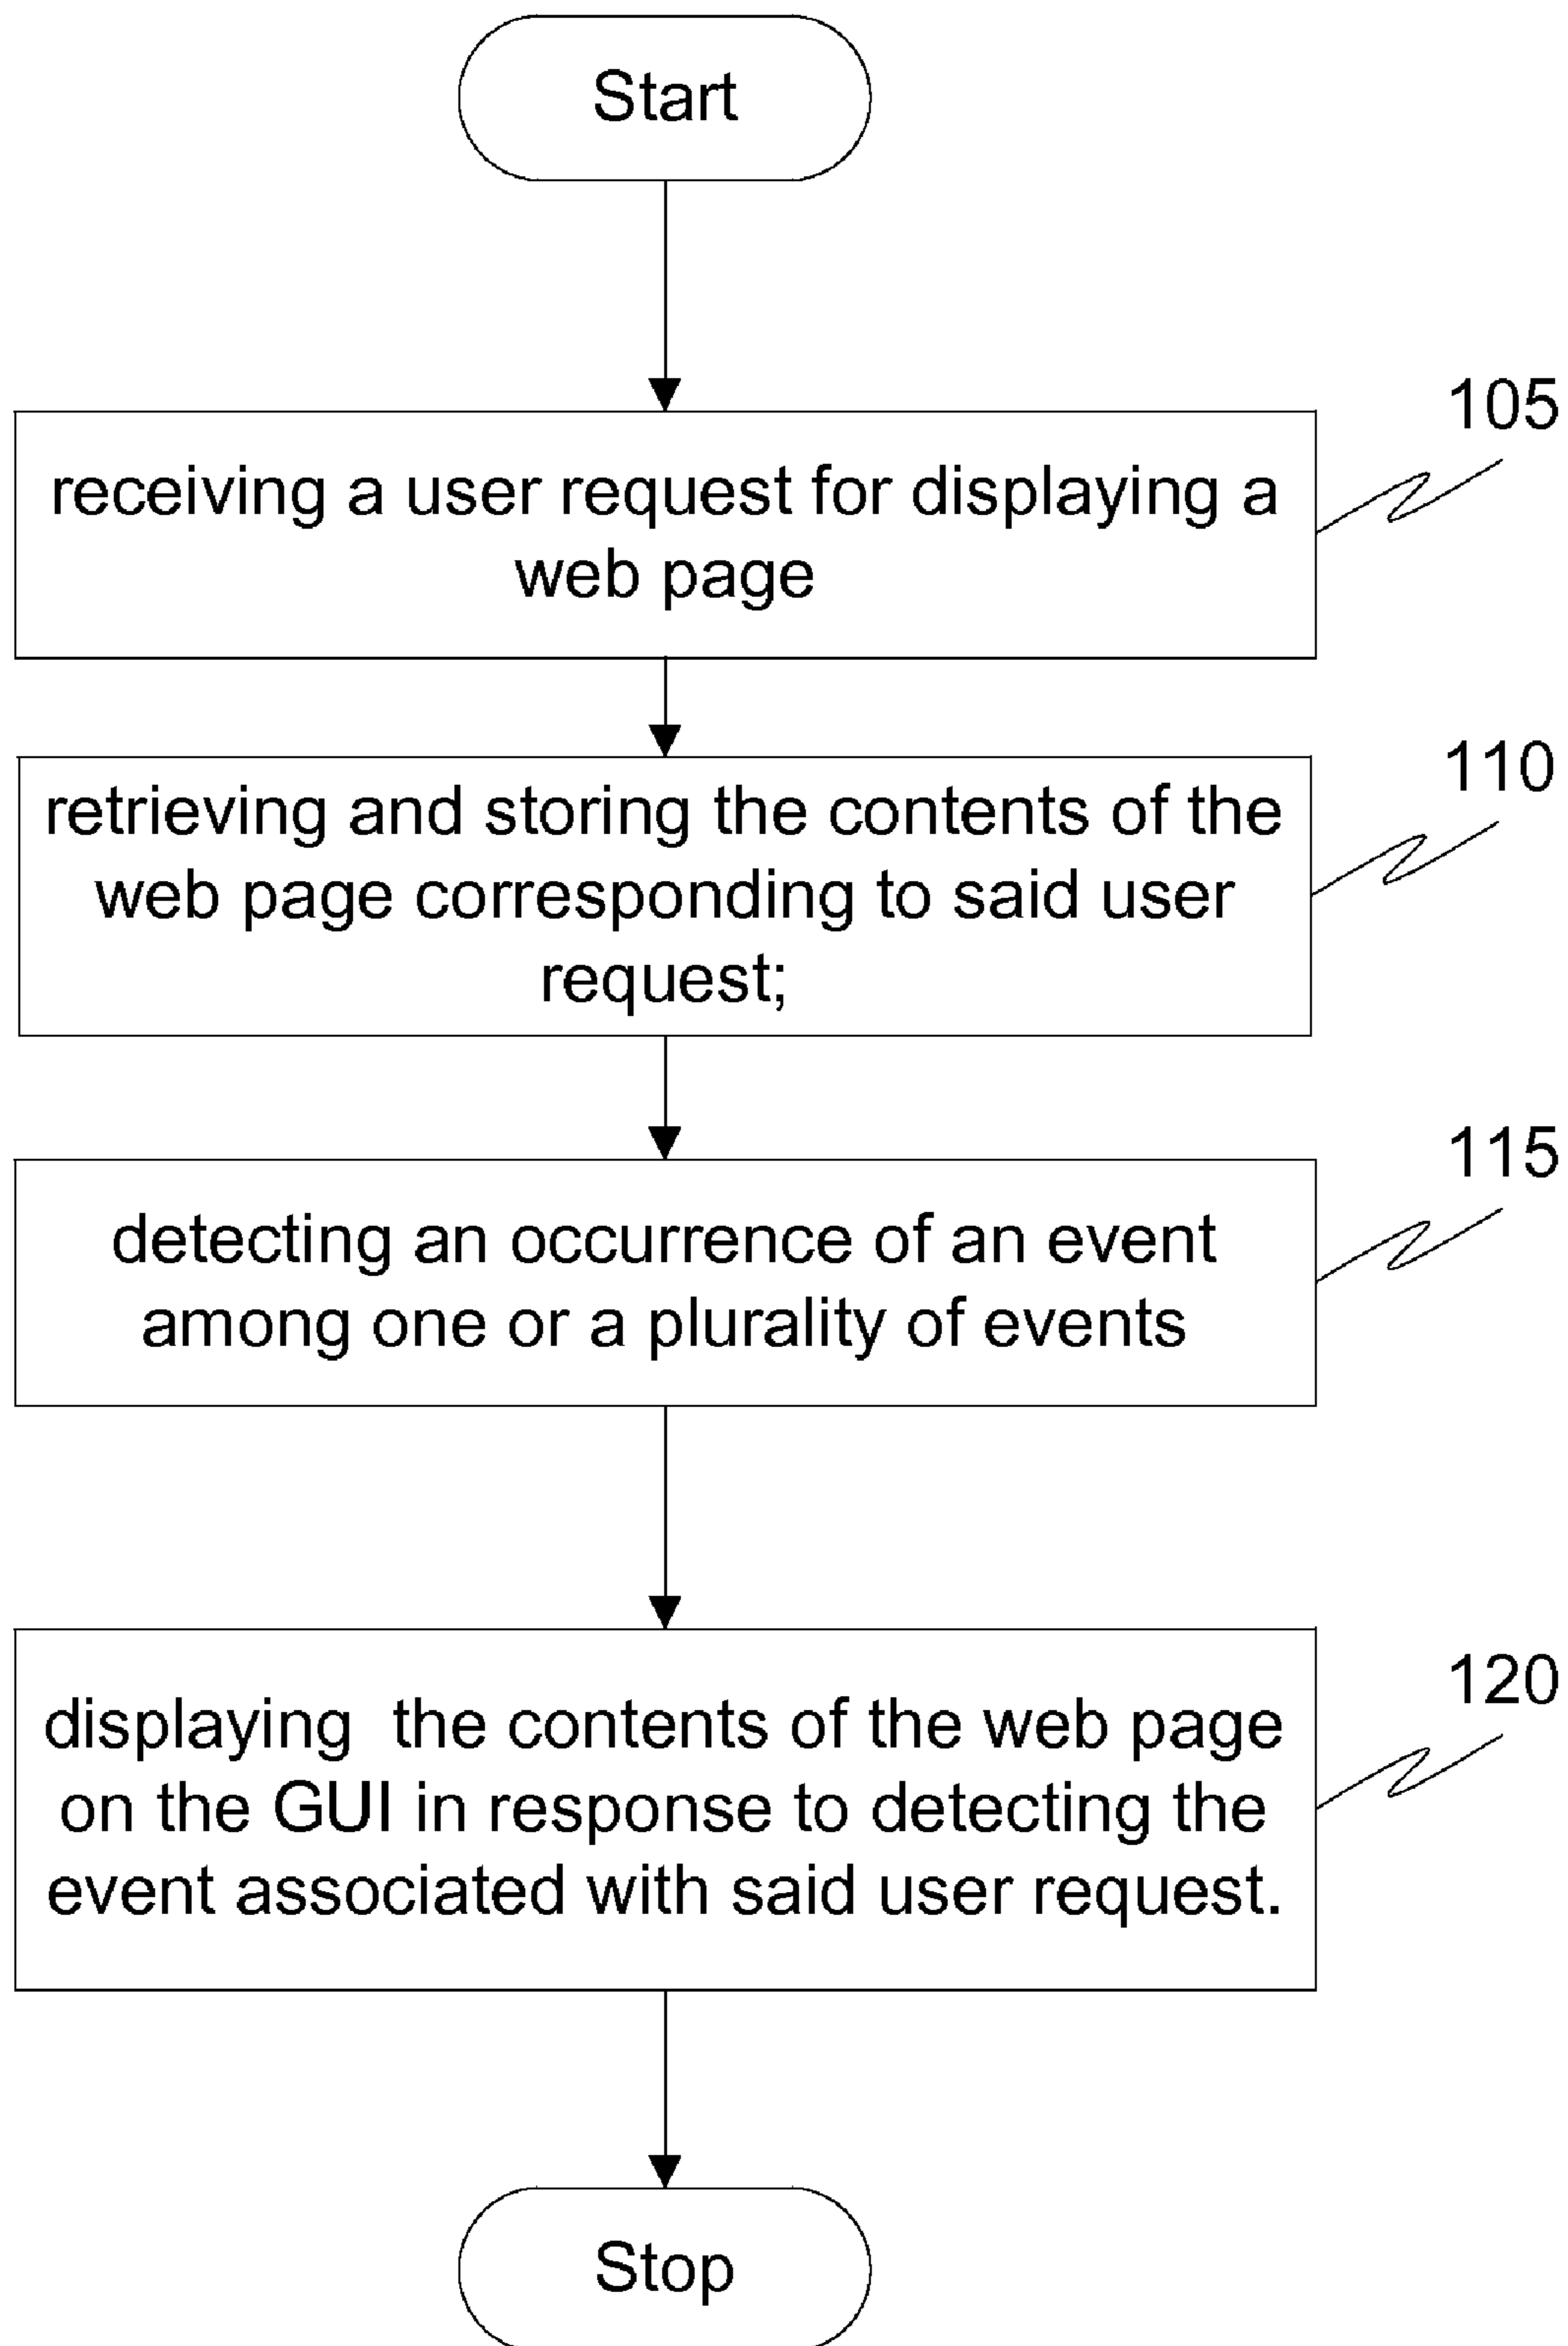 Start
105
receiving a user request for displaying a
web page
110
retrieving and storing the contents of the
web page corresponding to said user
request;
115
detecting an occurrence of an event
among one or a plurality of events
120
displaying  the contents of the web page
on the GUI in response to detecting the
event associated with said user request.
Stop